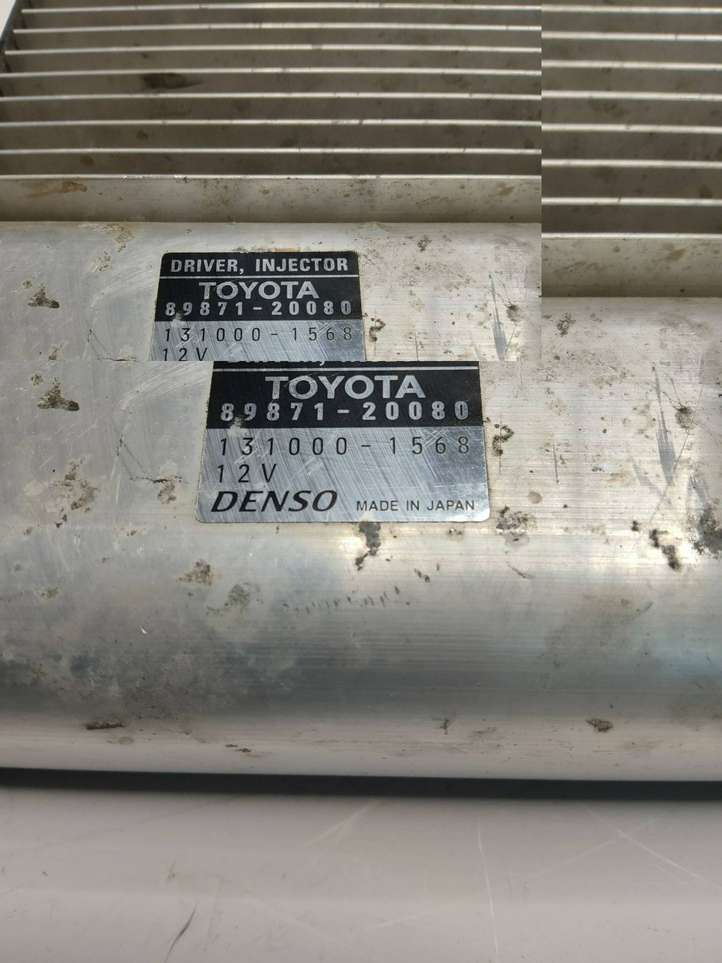 DRIVER, INJECTOR
TOYOTA
89871-20080
131000-1568
12V
TOYOTA
89871-20080
131000-1568
12V
DENSO MADE IN JAPAN